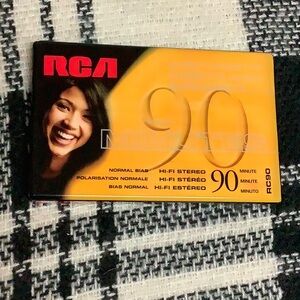 RCA
90
NORMAL BIAS HI-FI STEREO 90 MINUTE
POLARISATION NORMALE HI-FI STÉRÉO MINUTE
BIAS NORMAL HI-FI ESTÉREO MINUTO
RC90